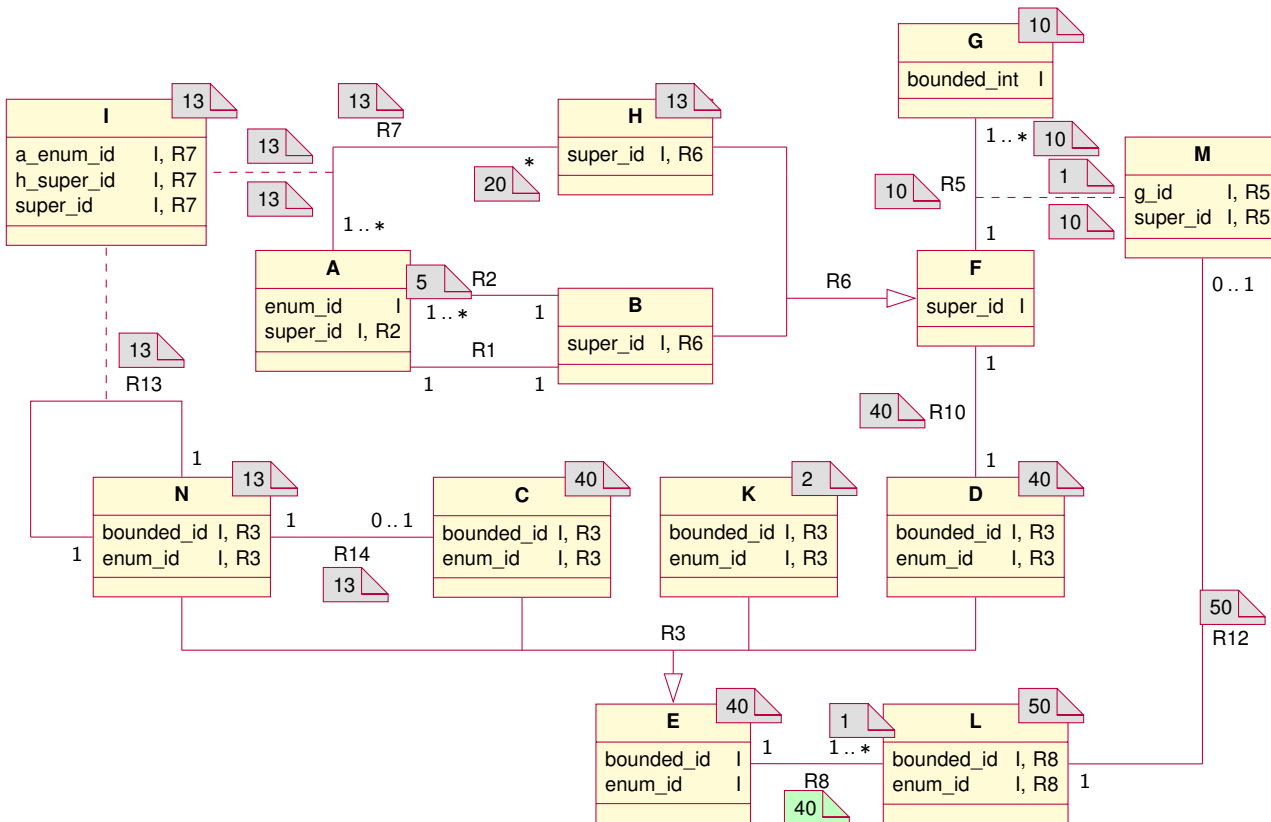 10
G
bounded_int I
13
I
a_enum_id I, R7
h_super_id I, R7
super_id I, R7
13
R7
13
13
13
H
super_id I, R6
*
20
1 .. *
1 .. *
10
R5
10
1
10
1
M
g_id I, R5
super_id I, R5
0 .. 1
A
enum_id I
super_id I, R2
5
R2
1 .. *
1
R1
1
1
B
super_id I, R6
R6
F
super_id I
1
40
R10
1
13
R13
1
1
13
N
bounded_id I, R3
enum_id I, R3
1
0 .. 1
R14
13
40
C
bounded_id I, R3
enum_id I, R3
2
K
bounded_id I, R3
enum_id I, R3
40
D
bounded_id I, R3
enum_id I, R3
R3
50
R12
40
E
bounded_id I
enum_id I
1
1
1 .. *
R8
40
50
L
bounded_id I, R8
enum_id I, R8
1